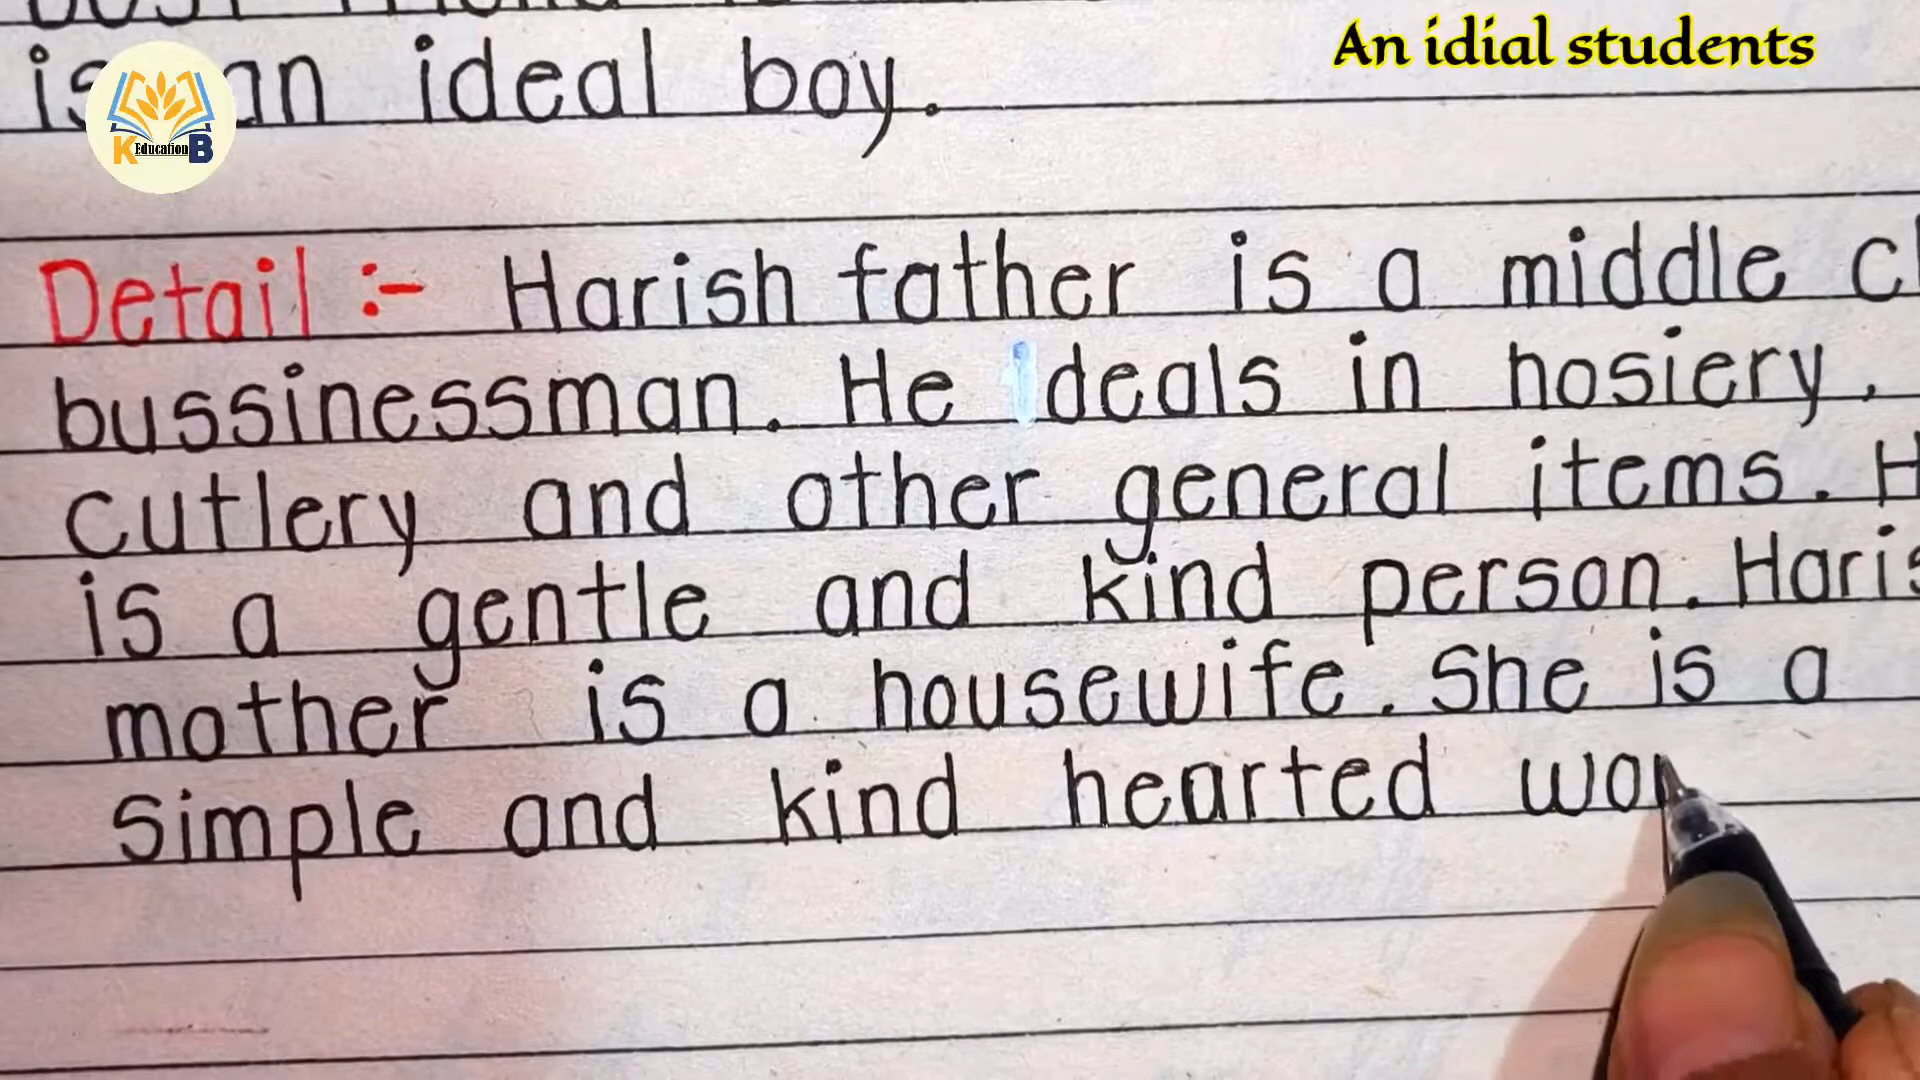 An idial students
is an ideal boy.
K Education B
Detail :- Harish father is a middle
bussinessman. He deals in hosiery,
cutlery and other general items.
is a gentle and kind person.
mother is a housewife. She is a
simple and kind hearted